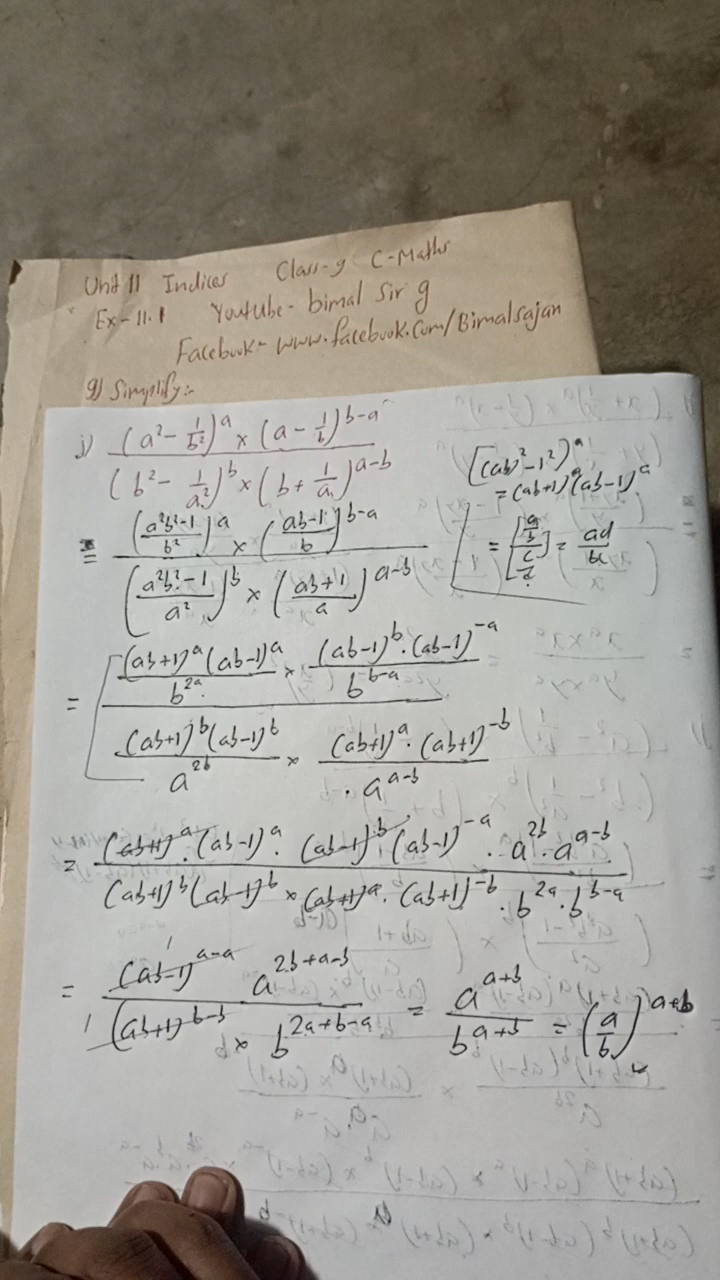 Unit 11 Indices Class-9 C-Maths
Ex-11.1 Youtube- bimal Sir g
Facebook- www.facebook.com/Bimalsajan
9) Simplify:-
j) (a² - 1/b²)^a × (a - 1/b)^(b-a)
(b² - 1/a²)^b × (b + 1/a)^(a-b)
[(ab)² - 1²]^a
= (ab+1)^a (ab-1)^a
= [a/b] / [c/d] = ad/bc
= ((a²b²-1)/b²)^a × ((ab-1)/b)^(b-a)
((a²b²-1)/a²)^b × ((ab+1)/a)^(a-b)
= (ab+1)^a (ab-1)^a / b^(2a) × (ab-1)^b · (ab-1)^(-a) / b^(b-a)
(ab+1)^b (ab-1)^b / a^(2b) × (ab+1)^a · (ab+1)^(-b) / · a^(a-b)
= (ab+1)^a · (ab-1)^a · (ab-1)^b (ab-1)^(-a) · a^(2b) · a^(a-b)
(ab+1)^b (ab-1)^b × (ab+1)^a · (ab+1)^(-b) · b^(2a) · b^(b-a)
= 1 (ab-1)^(a-a) a^(2b+a-b) / 1 (ab+1)^(b-b) × b^(2a+b-a) = a^(a+b) / b^(a+b) = (a/b)^(a+b)